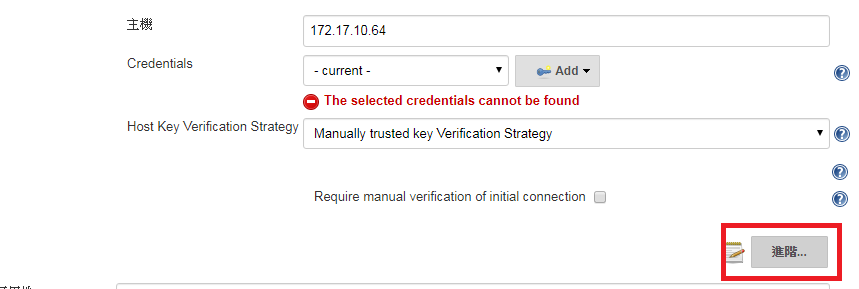 主機
172.17.10.64
Credentials
- current -
Add
The selected credentials cannot be found
Host Key Verification Strategy
Manually trusted key Verification Strategy
Require manual verification of initial connection
進階...